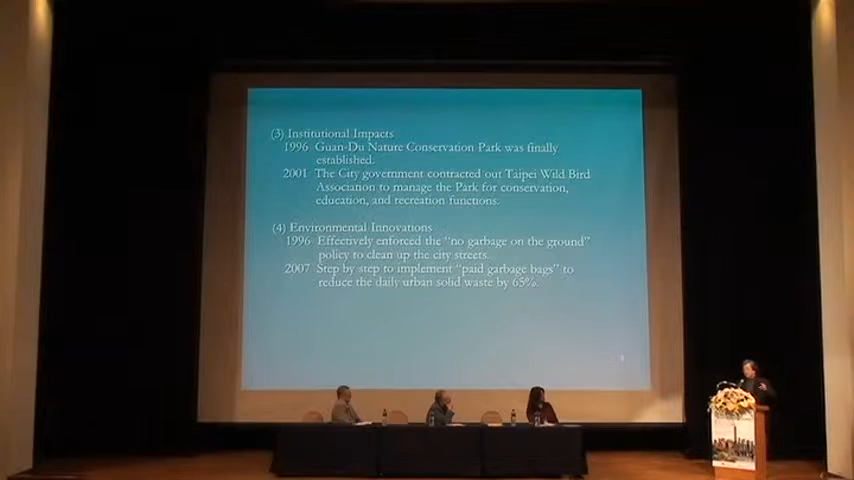 (3) Institutional Impacts
1996 Guan-Du Nature Conservation Park was finally
established.
2001 The City government contracted out Taipei Wild Bird
Association to manage the Park for conservation,
education, and recreation functions.
(4) Environmental Innovations
1996 Effectively enforced the “no garbage on the ground”
policy to clean up the city streets.
2007 Step by step to implement “paid garbage bags” to
reduce the daily urban solid waste by 65%.